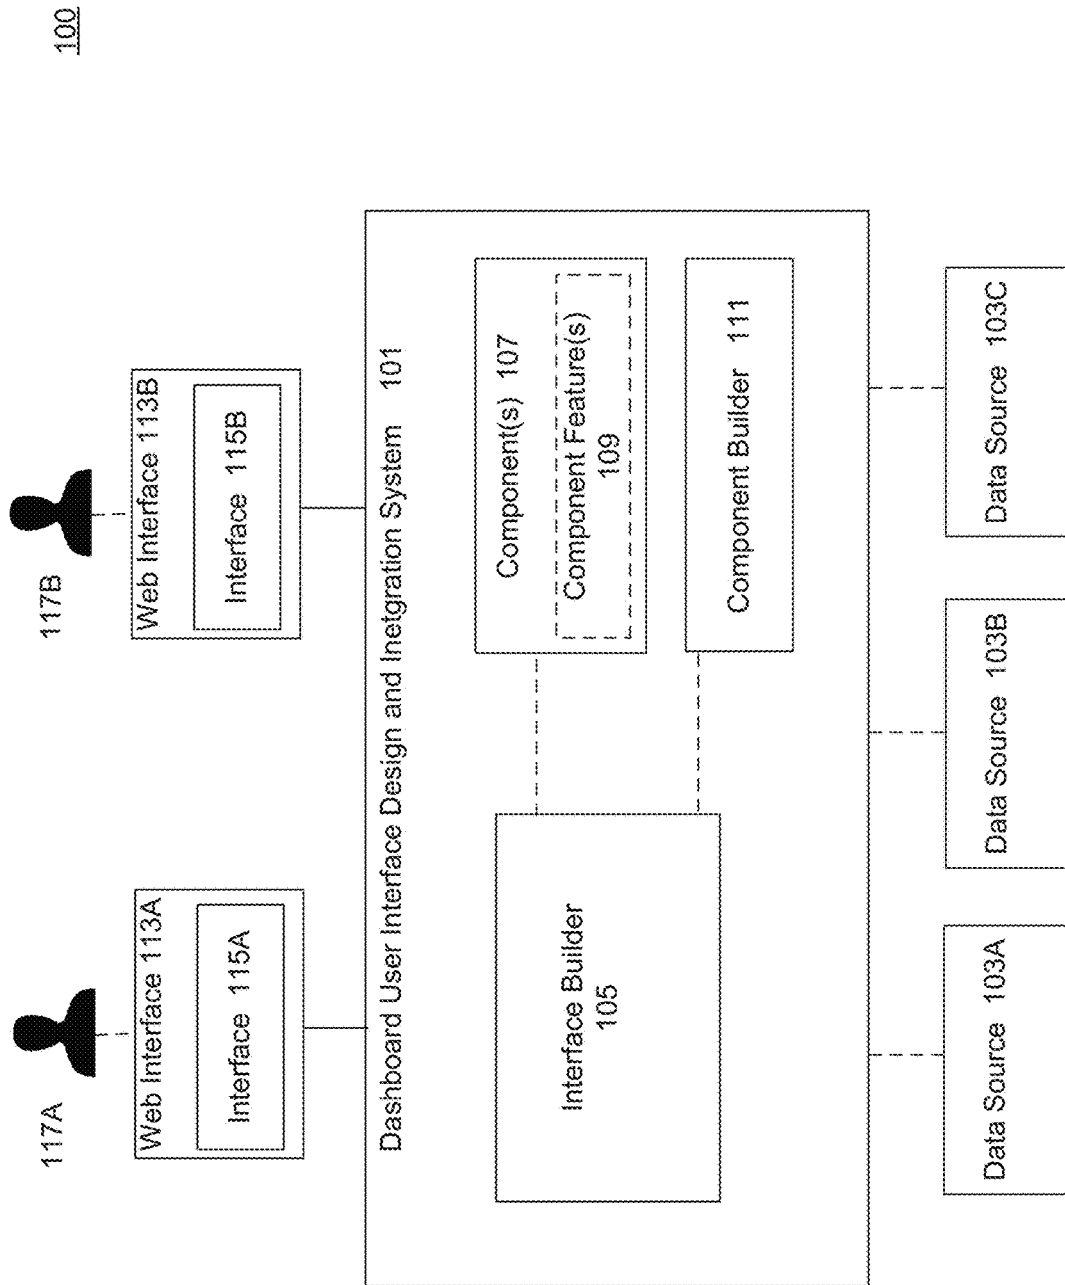 100
117A
117B
Web Interface 113A
Interface 115A
Web Interface 113B
Interface 115B
Dashboard User Interface Design and Inetgration System 101
Interface Builder
105
Component(s) 107
Component Feature(s)
109
Component Builder 111
Data Source 103A
Data Source 103B
Data Source 103C